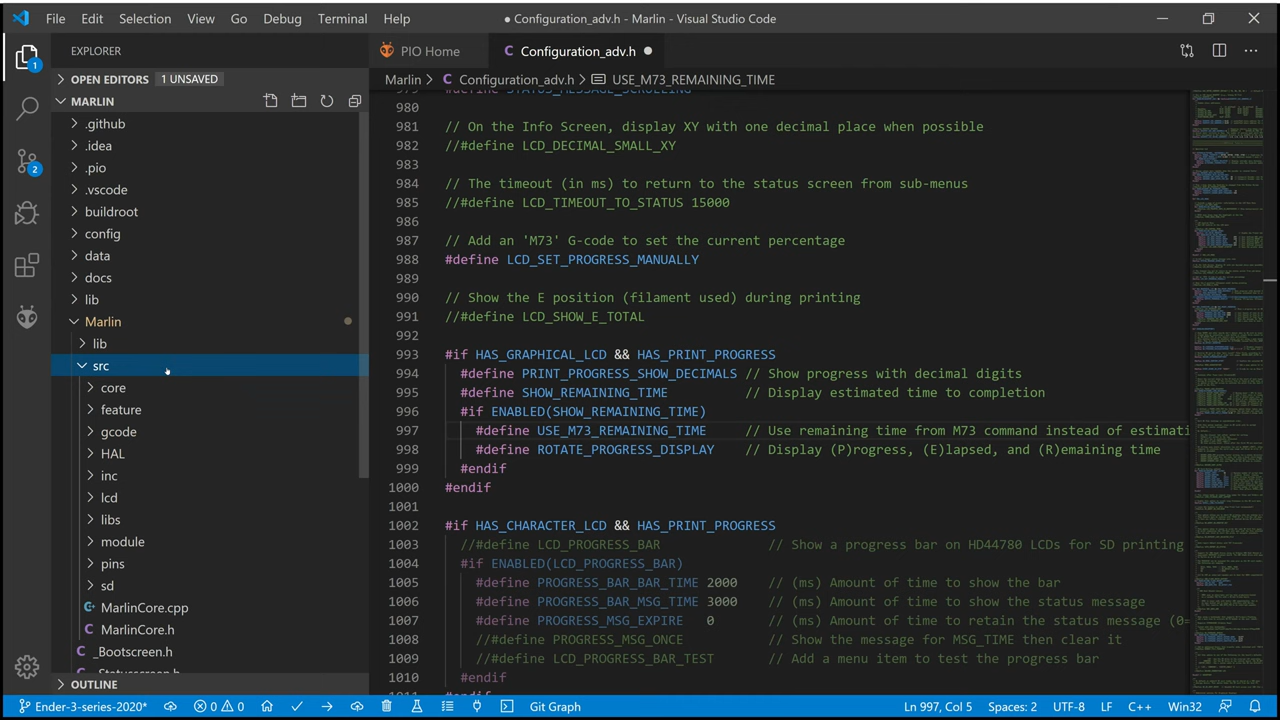 File Edit Selection View Go Debug Terminal Help
● Configuration_adv.h - Marlin - Visual Studio Code
EXPLORER
OPEN EDITORS 1 UNSAVED
MARLIN
.github
.idea
.pio
.vscode
buildroot
config
data
docs
lib
Marlin
lib
src
core
feature
gcode
HAL
inc
lcd
libs
module
pins
sd
MarlinCore.cpp
MarlinCore.h
_Bootscreen.h
_Statusscreen.h
OUTLINE
1
2
PIO Home
Configuration_adv.h ●
Marlin > C Configuration_adv.h > USE_M73_REMAINING_TIME
979 #define STATUS_MESSAGE_SCROLLING
980
981 // On the Info Screen, display XY with one decimal place when possible
982 //#define LCD_DECIMAL_SMALL_XY
983
984 // The timeout (in ms) to return to the status screen from sub-menus
985 //#define LCD_TIMEOUT_TO_STATUS 15000
986
987 // Add an 'M73' G-code to set the current percentage
988 #define LCD_SET_PROGRESS_MANUALLY
989
990 // Show the E position (filament used) during printing
991 //#define LCD_SHOW_E_TOTAL
992
993 #if HAS_GRAPHICAL_LCD && HAS_PRINT_PROGRESS
994 #define PRINT_PROGRESS_SHOW_DECIMALS // Show progress with decimal digits
995 #define SHOW_REMAINING_TIME // Display estimated time to completion
996 #if ENABLED(SHOW_REMAINING_TIME)
997 #define USE_M73_REMAINING_TIME // Use remaining time from M73 command instead of estimati
998 #define ROTATE_PROGRESS_DISPLAY // Display (P)rogress, (E)lapsed, and (R)emaining time
999 #endif
1000 #endif
1001
1002 #if HAS_CHARACTER_LCD && HAS_PRINT_PROGRESS
1003 //#define LCD_PROGRESS_BAR // Show a progress bar on HD44780 LCDs for SD printing
1004 #if ENABLED(LCD_PROGRESS_BAR)
1005 #define PROGRESS_BAR_BAR_TIME 2000 // (ms) Amount of time to show the bar
1006 #define PROGRESS_BAR_MSG_TIME 3000 // (ms) Amount of time to show the status message
1007 #define PROGRESS_MSG_EXPIRE 0 // (ms) Amount of time to retain the status message (0=
1008 //#define PROGRESS_MSG_ONCE // Show the message for MSG_TIME then clear it
1009 //#define LCD_PROGRESS_BAR_TEST // Add a menu item to test the progress bar
1010 #endif
1011 #endif
Ender-3-series-2020* 0 0 Git Graph Ln 997, Col 5 Spaces: 2 UTF-8 LF C++ Win32